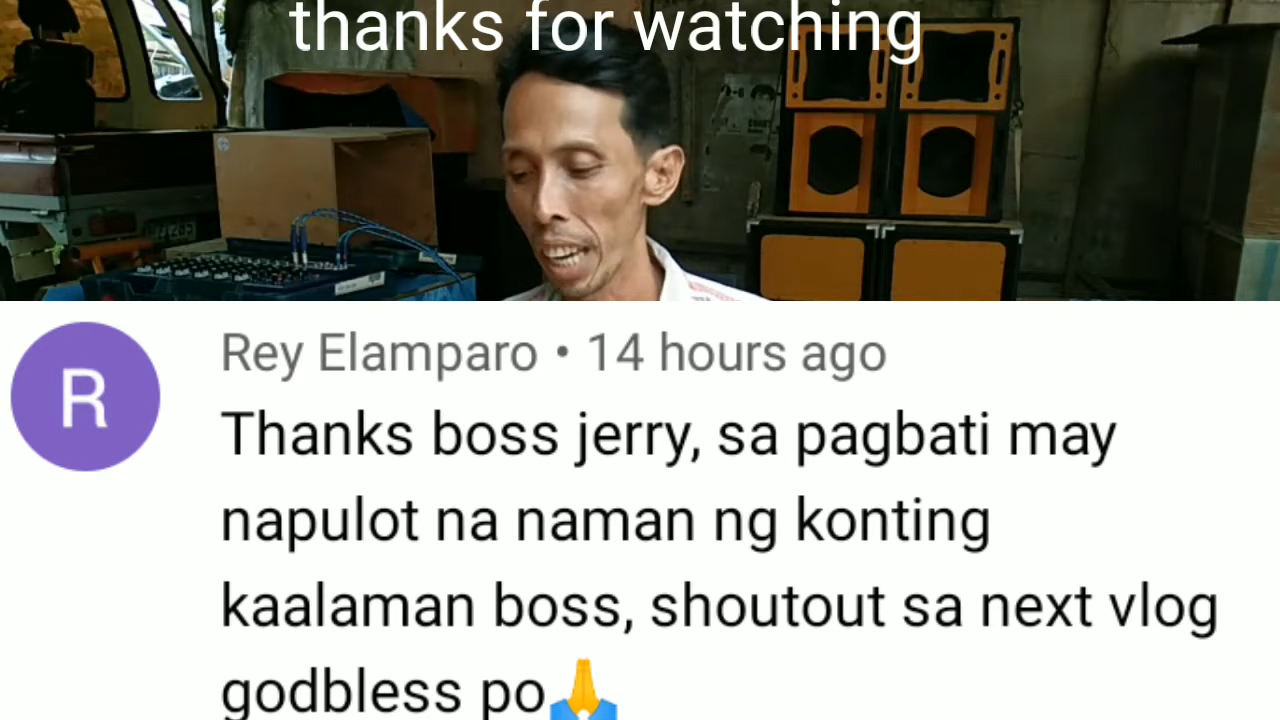 thanks for watching
R
Rey Elamparo • 14 hours ago
Thanks boss jerry, sa pagbati may
napulot na naman ng konting
kaalaman boss, shoutout sa next vlog
godbless po🙏